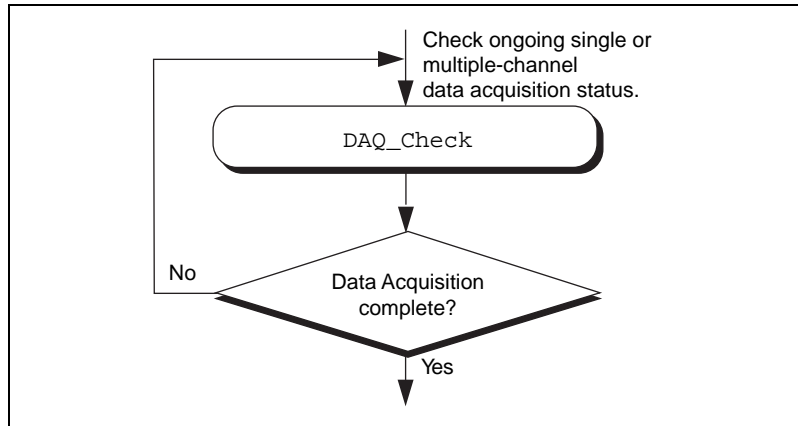 Check ongoing single or
multiple-channel
data acquisition status.
DAQ_Check
No
Data Acquisition
complete?
Yes